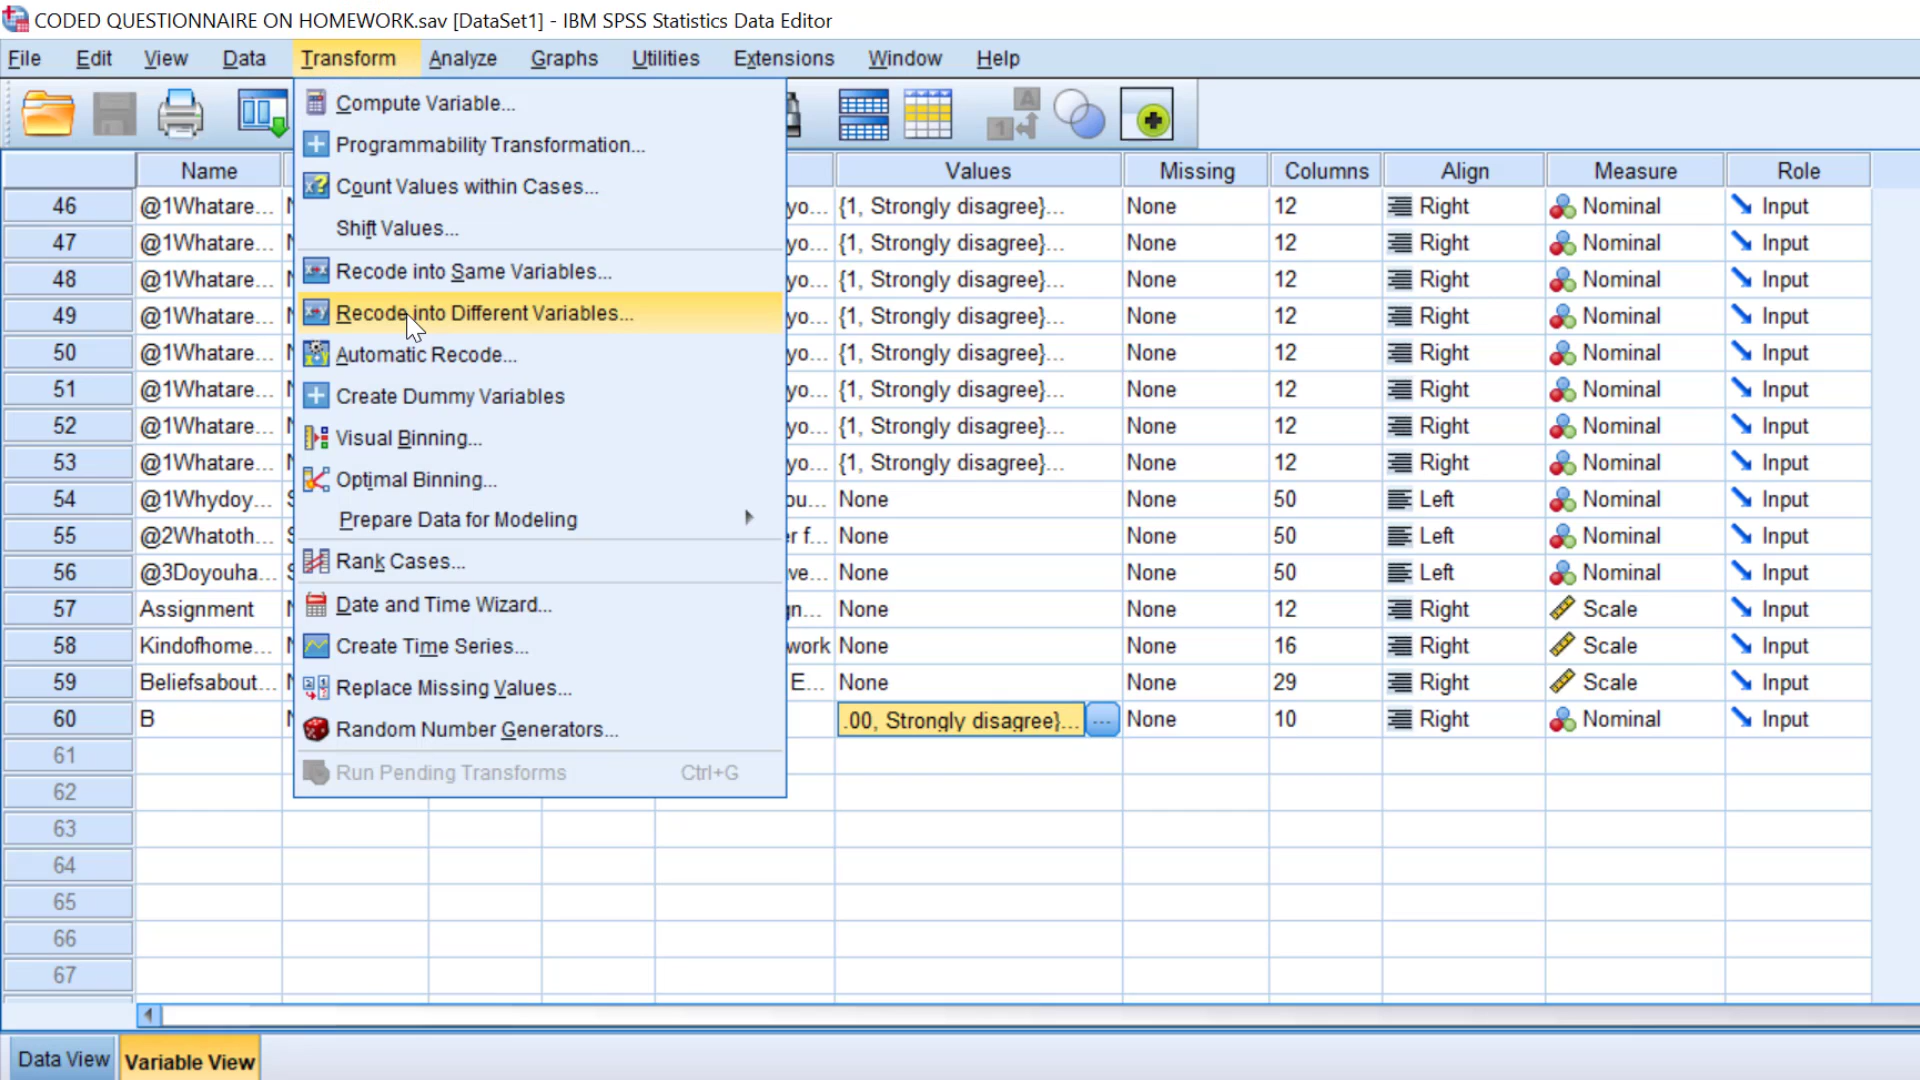 CODED QUESTIONNAIRE ON HOMEWORK.sav [DataSet1] - IBM SPSS Statistics Data Editor
File Edit View Data Transform Analyze Graphs Utilities Extensions Window Help
Compute Variable...
Programmability Transformation...
Count Values within Cases...
Shift Values...
Recode into Same Variables...
Recode into Different Variables...
Automatic Recode...
Create Dummy Variables
Visual Binning...
Optimal Binning...
Prepare Data for Modeling
Rank Cases...
Date and Time Wizard...
Create Time Series...
Replace Missing Values...
Random Number Generators...
Run Pending Transforms Ctrl+G
Name Values Missing Columns Align Measure Role
46 @1Whatare... yo... {1, Strongly disagree}... None 12 Right Nominal Input
47 @1Whatare... yo... {1, Strongly disagree}... None 12 Right Nominal Input
48 @1Whatare... yo... {1, Strongly disagree}... None 12 Right Nominal Input
49 @1Whatare... yo... {1, Strongly disagree}... None 12 Right Nominal Input
50 @1Whatare... yo... {1, Strongly disagree}... None 12 Right Nominal Input
51 @1Whatare... yo... {1, Strongly disagree}... None 12 Right Nominal Input
52 @1Whatare... yo... {1, Strongly disagree}... None 12 Right Nominal Input
53 @1Whatare... yo... {1, Strongly disagree}... None 12 Right Nominal Input
54 @1Whydoy... ou... None None 50 Left Nominal Input
55 @2Whatoth... r f... None None 50 Left Nominal Input
56 @3Doyouha... ve... None None 50 Left Nominal Input
57 Assignment gn... None None 12 Right Scale Input
58 Kindofhome... work None None 16 Right Scale Input
59 Beliefsabout... E... None None 29 Right Scale Input
60 B .00, Strongly disagree}... ... None 10 Right Nominal Input
61
62
63
64
65
66
67
Data View Variable View